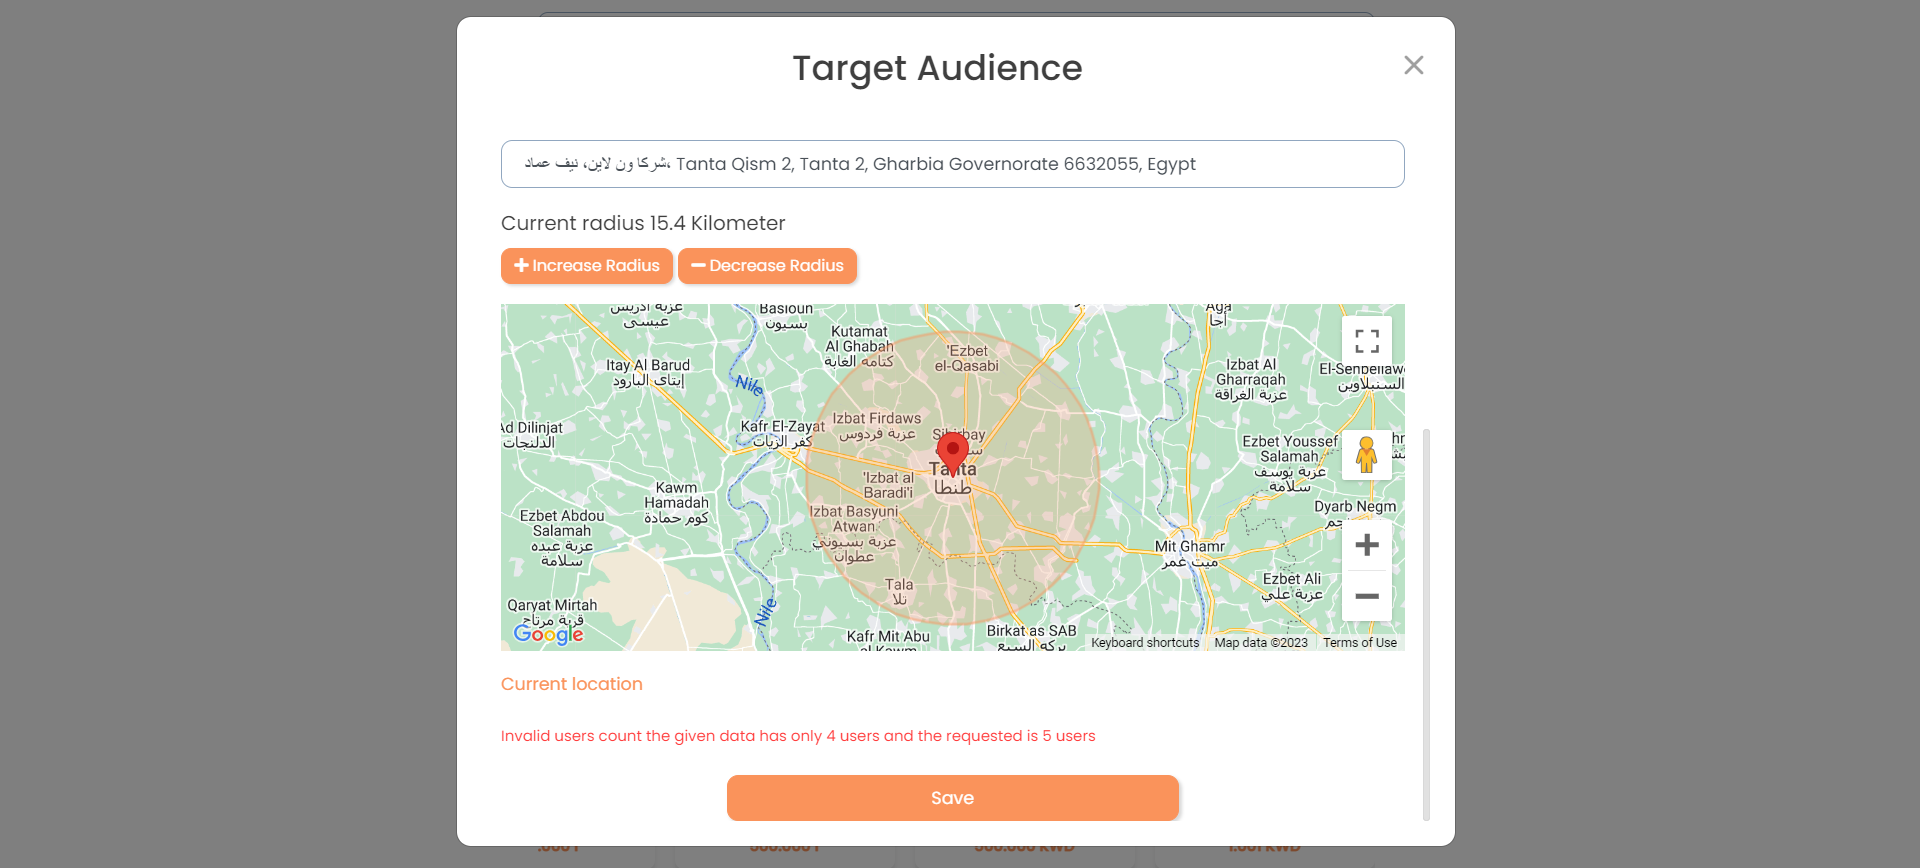 Target Audience
شركا ون لاين، نيف عماد، Tanta Qism 2, Tanta 2, Gharbia Governorate 6632055, Egypt
Current radius 15.4 Kilometer
Increase Radius
Decrease Radius
عزبة ادريس
عيسى
Basioun
بسيون
Aga
أجا
Kutamat
Al Ghabah
كتامه الغابة
'Ezbet
el-Qasabi
Itay Al Barud
إيتاي البارود
Izbat Al
Gharraqah
عزبة الغراقة
El-Senbellawe
السنبلاوين
Nile
Ad Dilinjat
الدلنجات
Kafr El-Zayat
كفر الزيات
Izbat Firdaws
عزبة فردوس
Sibirbay
Tanta
طنطا
Ezbet Youssef
Salamah
عزبة يوسف
سلامة
'Izbat al
Baradi'i
Kawm
Hamadah
كوم حمادة
Ezbet Abdou
Salamah
عزبة عبده
سلامة
Izbat Basyuni
Atwan
عزبة بسيوني
عطوان
Dyarb Negm
Mit Ghamr
ميت غمر
Tala
تلا
Ezbet Ali
عزبة علي
Qaryat Mirtah
قرية مرتاح
Nile
Google
Kafr Mit Abu
al Kawm
Birkat as SAB
بركه السبع
Keyboard shortcuts
Map data ©2023
Terms of Use
Current location
Invalid users count the given data has only 4 users and the requested is 5 users
Save